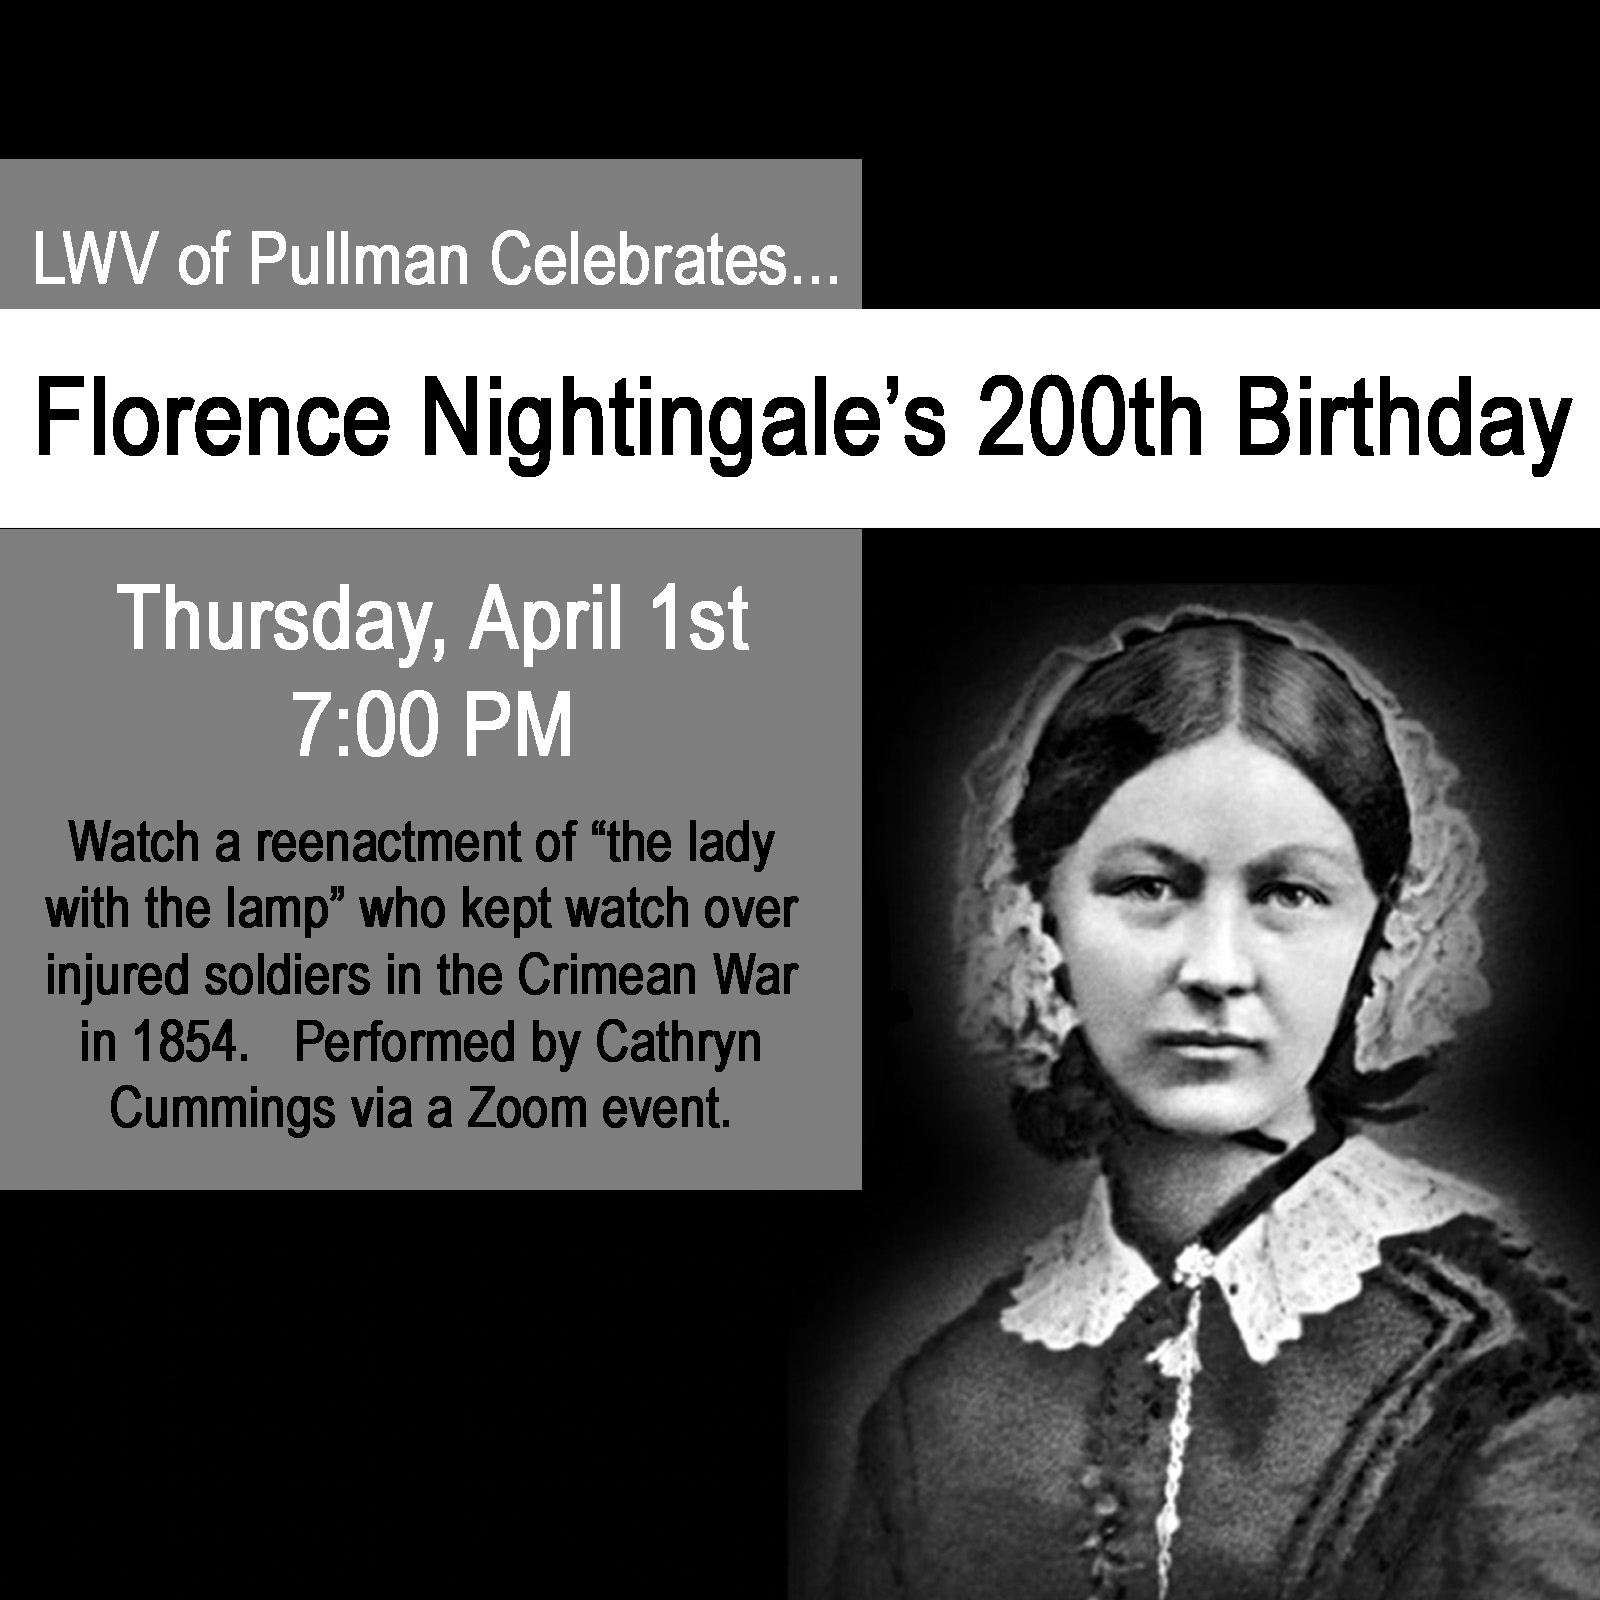 LWV of Pullman Celebrates...
Florence Nightingale’s 200th Birthday
Thursday, April 1st
7:00 PM
Watch a reenactment of “the lady
with the lamp” who kept watch over
injured soldiers in the Crimean War
in 1854.   Performed by Cathryn
Cummings via a Zoom event.